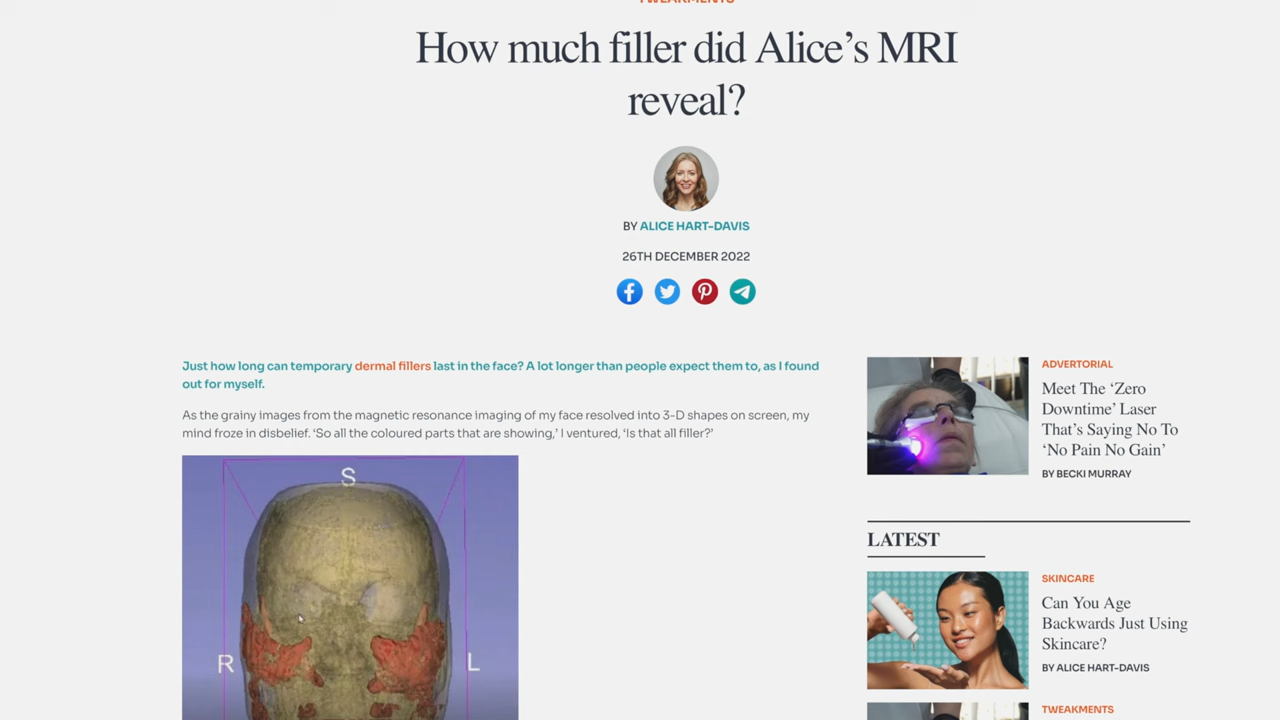 TWEAKMENTS
How much filler did Alice’s MRI
reveal?
BY ALICE HART-DAVIS
26TH DECEMBER 2022
Just how long can temporary dermal fillers last in the face? A lot longer than people expect them to, as I found
out for myself.
As the grainy images from the magnetic resonance imaging of my face resolved into 3-D shapes on screen, my
mind froze in disbelief. ‘So all the coloured parts that are showing,’ I ventured, ‘Is that all filler?’
S
R
L
ADVERTORIAL
Meet The ‘Zero
Downtime’ Laser
That’s Saying No To
‘No Pain No Gain’
BY BECKI MURRAY
LATEST
SKINCARE
Can You Age
Backwards Just Using
Skincare?
BY ALICE HART-DAVIS
TWEAKMENTS